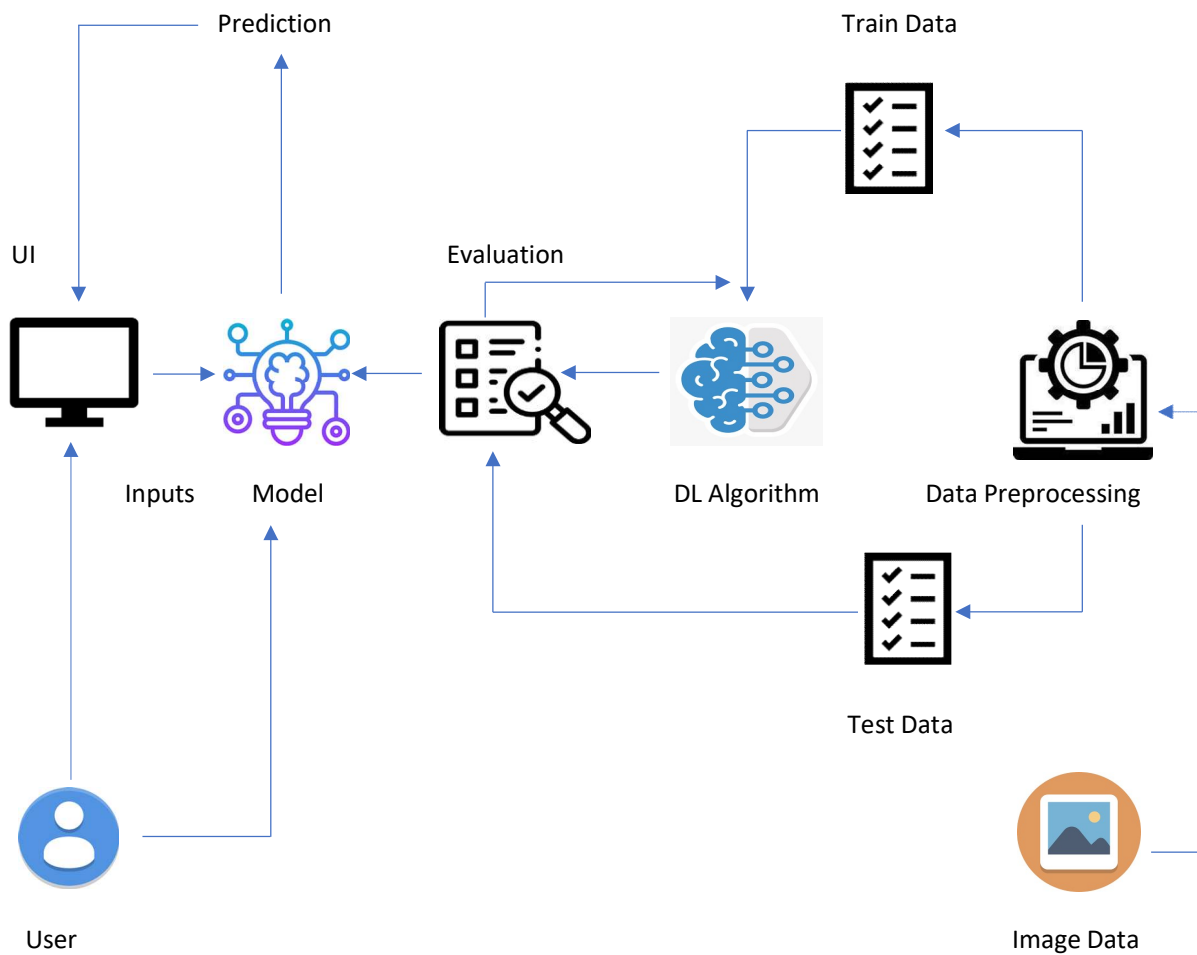 Prediction
Train Data
UI
Evaluation
Inputs
Model
DL Algorithm
Data Preprocessing
Test Data
User
Image Data